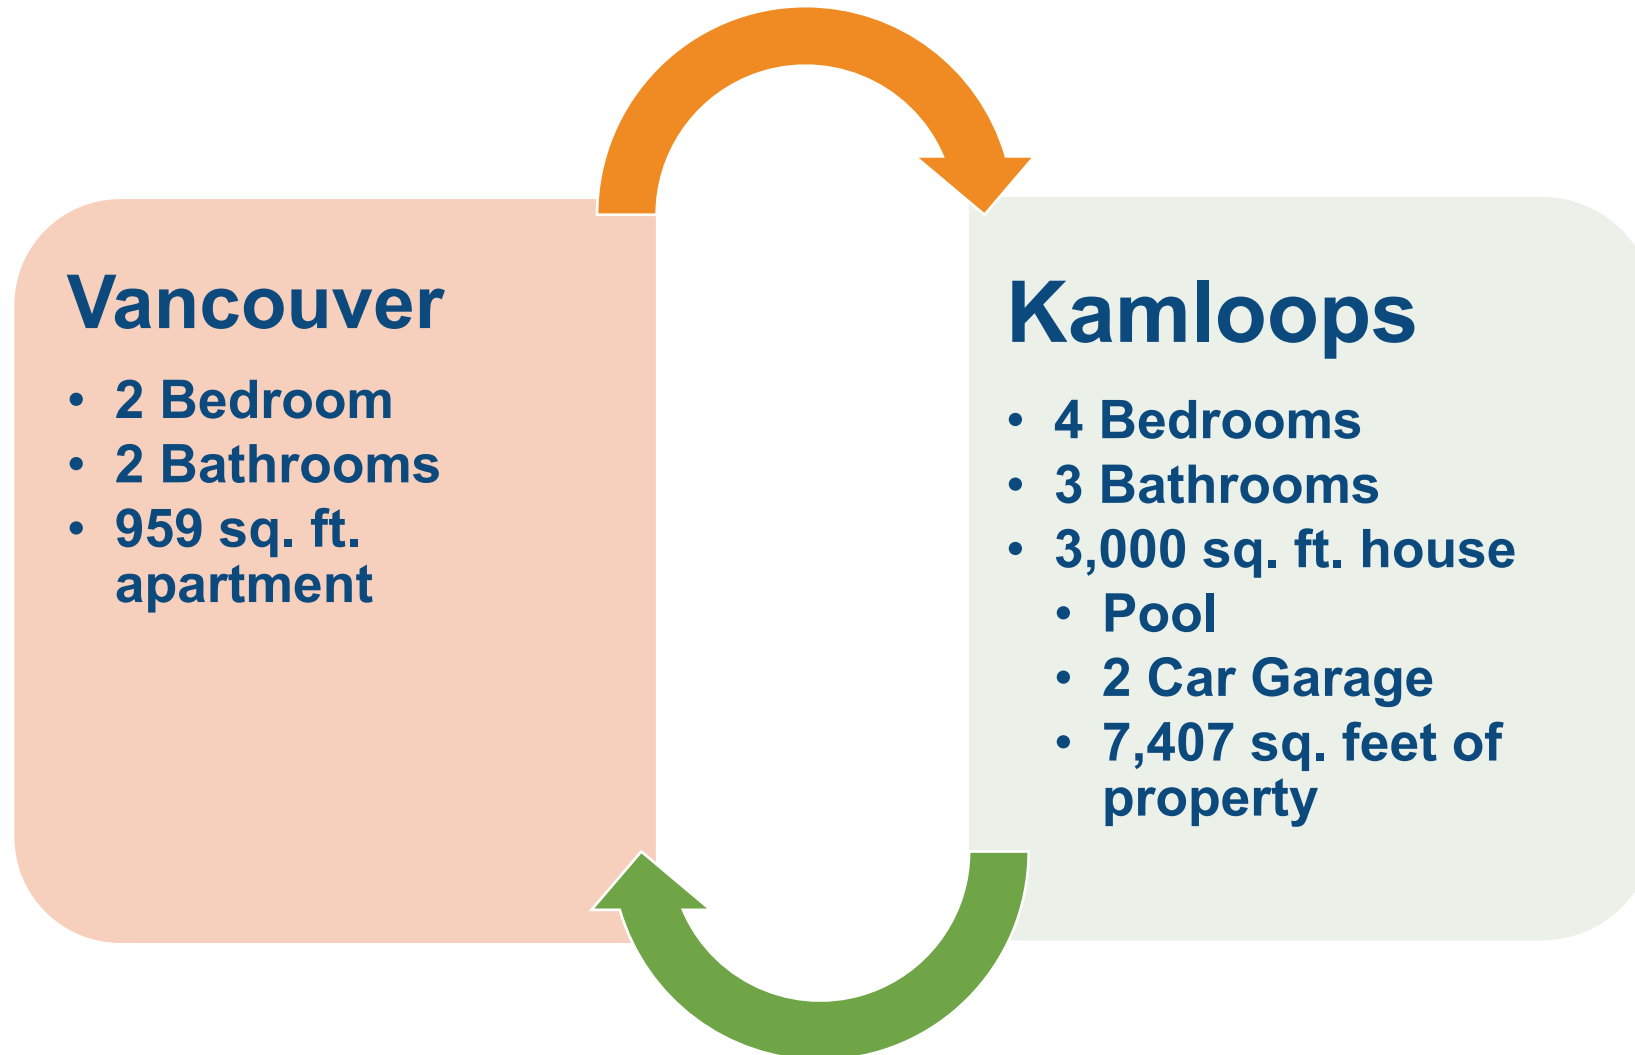 Vancouver
• 2 Bedroom
• 2 Bathrooms
• 959 sq. ft.
apartment
Kamloops
• 4 Bedrooms
• 3 Bathrooms
• 3,000 sq. ft. house
• Pool
• 2 Car Garage
• 7,407 sq. feet of
property